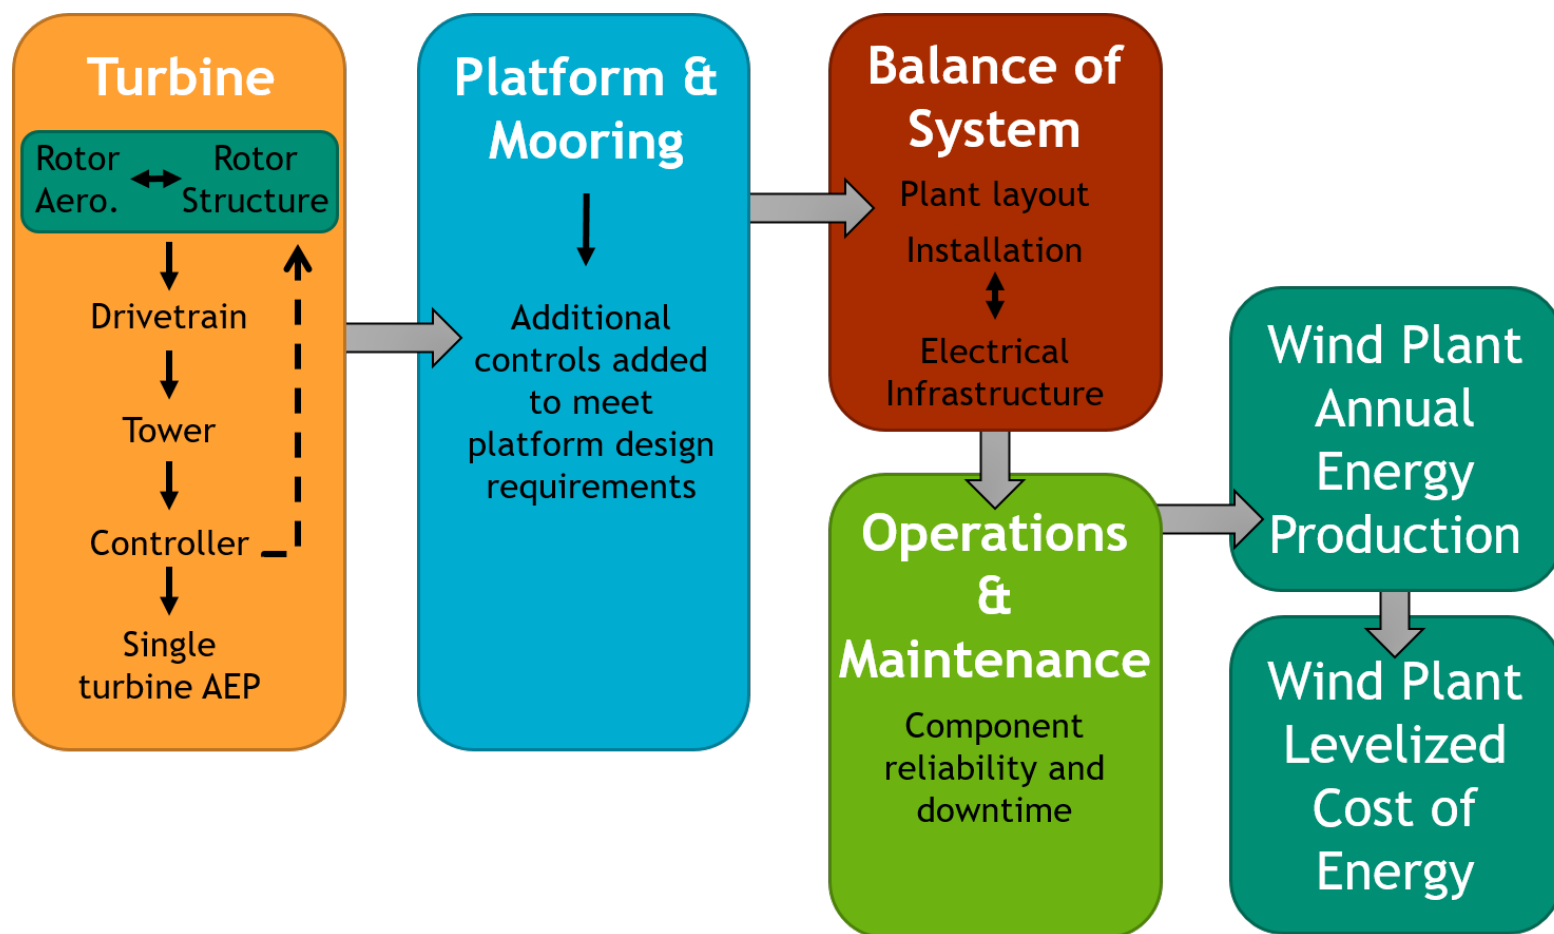 Turbine
Rotor Aero.
Rotor Structure
Drivetrain
Tower
Controller
Single
turbine AEP
Platform &
Mooring
Additional
controls added
to meet
platform design
requirements
Balance of
System
Plant layout
Installation
Electrical
Infrastructure
Operations
&
Maintenance
Component
reliability and
downtime
Wind Plant
Annual
Energy
Production
Wind Plant
Levelized
Cost of
Energy